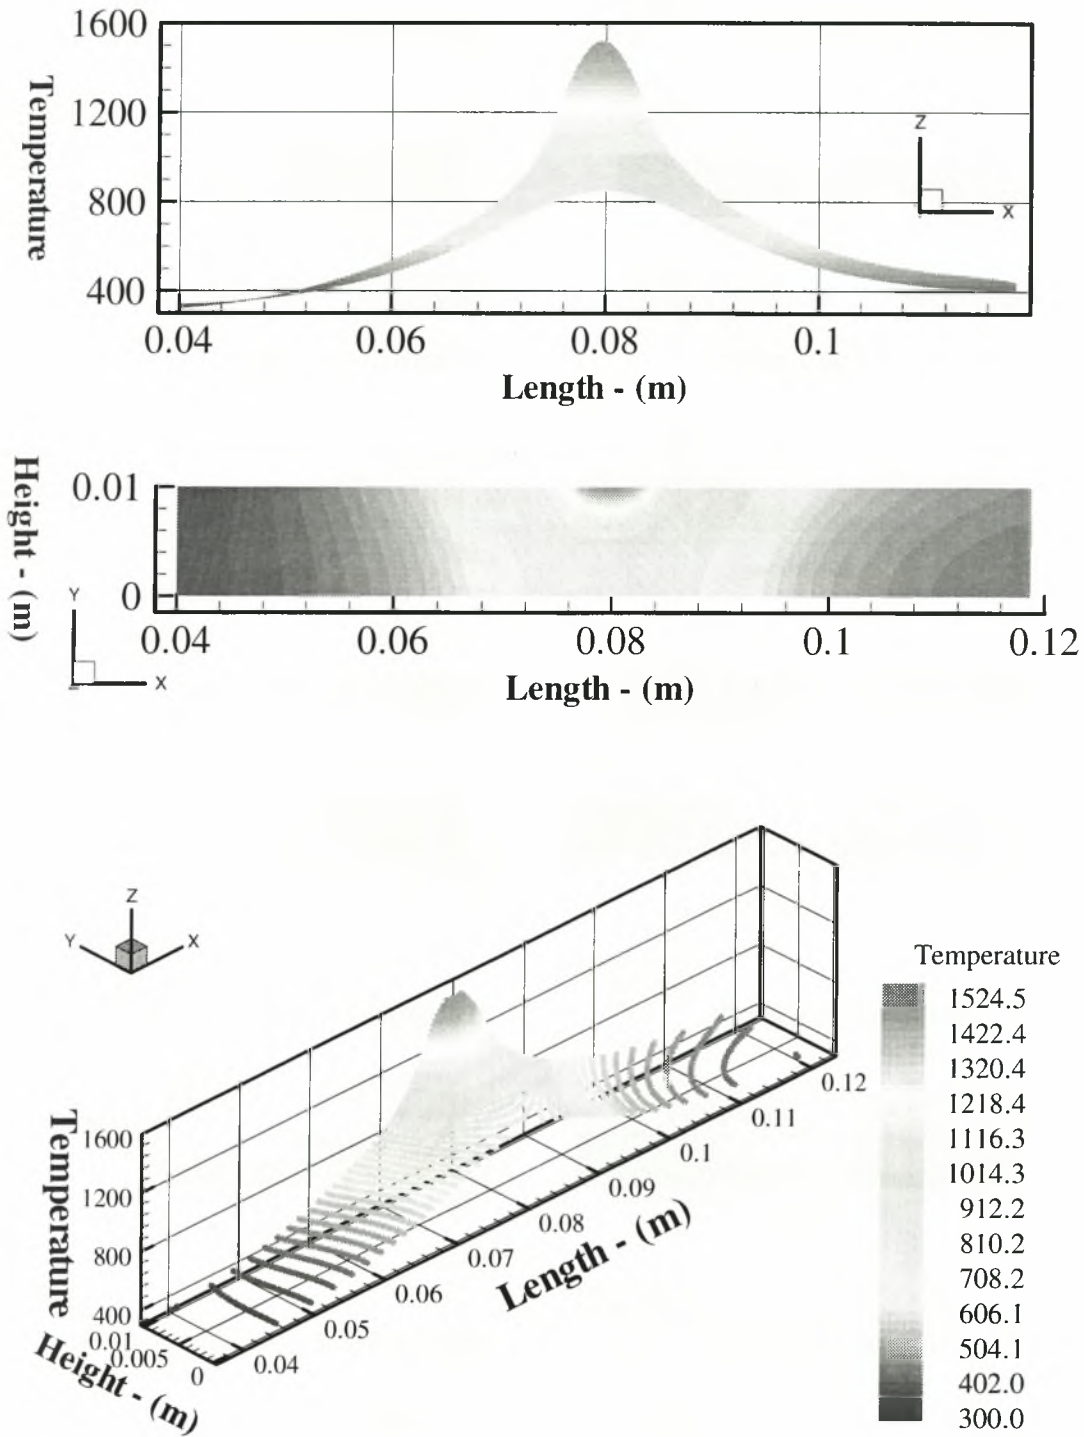 1600
1200
800
400
Temperature
Z
X
0.04 0.06 0.08 0.1
Length - (m)
Height - (m)
0.01
0
Y
X
0.04 0.06 0.08 0.1 0.12
Length - (m)
Z
Y X
Temperature
1600
1200
800
400
0.01
0.005
0
Height - (m)
0.04
0.05
0.06
0.07
0.08
0.09
0.1
0.11
0.12
Length - (m)
Temperature
1524.5
1422.4
1320.4
1218.4
1116.3
1014.3
912.2
810.2
708.2
606.1
504.1
402.0
300.0